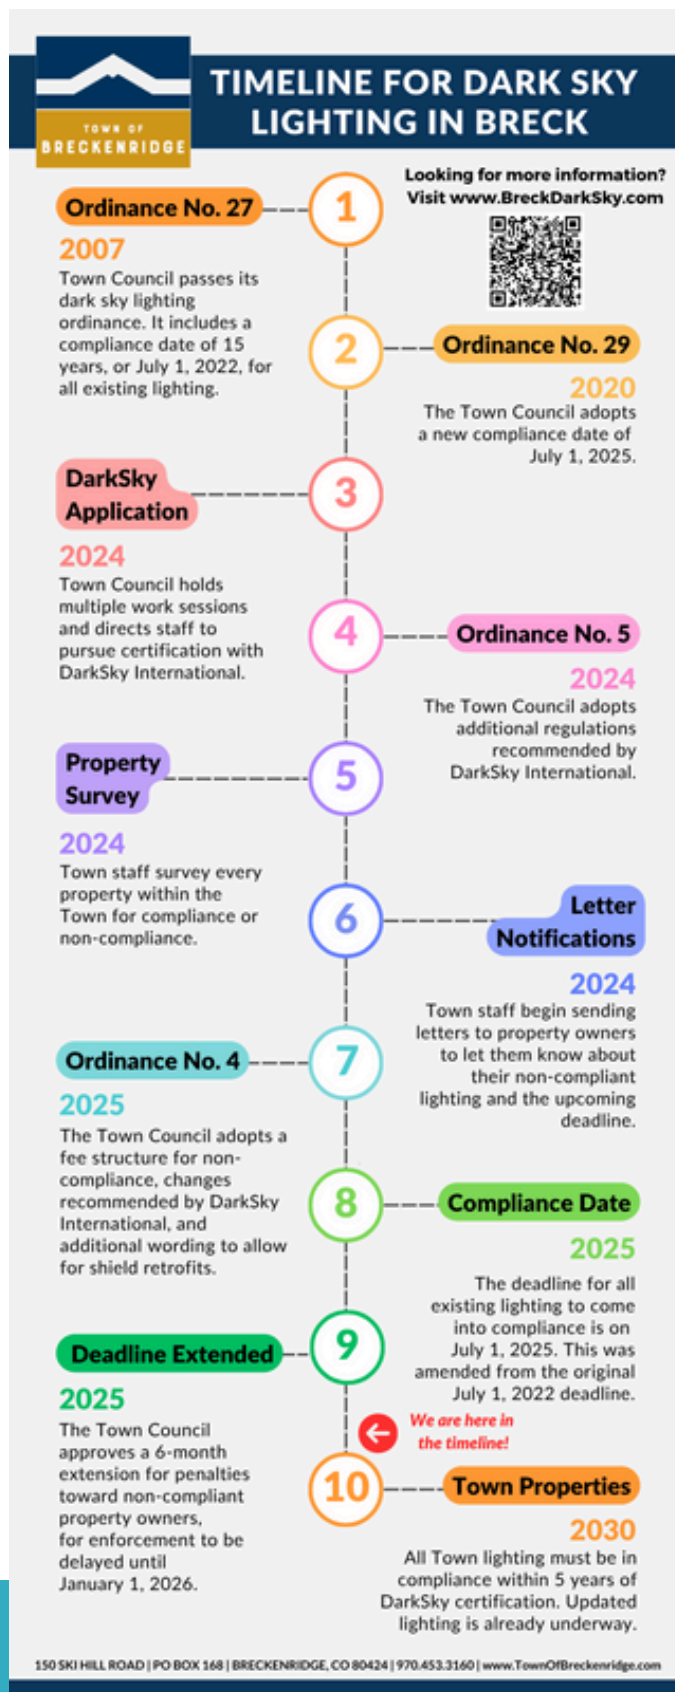 TOWN OF
BRECKENRIDGE
TIMELINE FOR DARK SKY
LIGHTING IN BRECK
Looking for more information?
Visit www.BreckDarkSky.com
1
Ordinance No. 27
2007
Town Council passes its
dark sky lighting
ordinance. It includes a
compliance date of 15
years, or July 1, 2022, for
all existing lighting.
2
Ordinance No. 29
2020
The Town Council adopts
a new compliance date of
July 1, 2025.
3
DarkSky
Application
2024
Town Council holds
multiple work sessions
and directs staff to
pursue certification with
DarkSky International.
4
Ordinance No. 5
2024
The Town Council adopts
additional regulations
recommended by
DarkSky International.
5
Property
Survey
2024
Town staff survey every
property within the
Town for compliance or
non-compliance.
6
Letter
Notifications
2024
Town staff begin sending
letters to property owners
to let them know about
their non-compliant
lighting and the upcoming
deadline.
7
Ordinance No. 4
2025
The Town Council adopts a
fee structure for non-
compliance, changes
recommended by DarkSky
International, and
additional wording to allow
for shield retrofits.
8
Compliance Date
2025
The deadline for all
existing lighting to come
into compliance is on
July 1, 2025. This was
amended from the original
July 1, 2022 deadline.
9
Deadline Extended
2025
The Town Council
approves a 6-month
extension for penalties
toward non-compliant
property owners,
for enforcement to be
delayed until
January 1, 2026.
We are here in
the timeline!
10
Town Properties
2030
All Town lighting must be in
compliance within 5 years of
DarkSky certification. Updated
lighting is already underway.
150 SKI HILL ROAD | PO BOX 168 | BRECKENRIDGE, CO 80424 | 970.453.3160 | www.TownOfBreckenridge.com